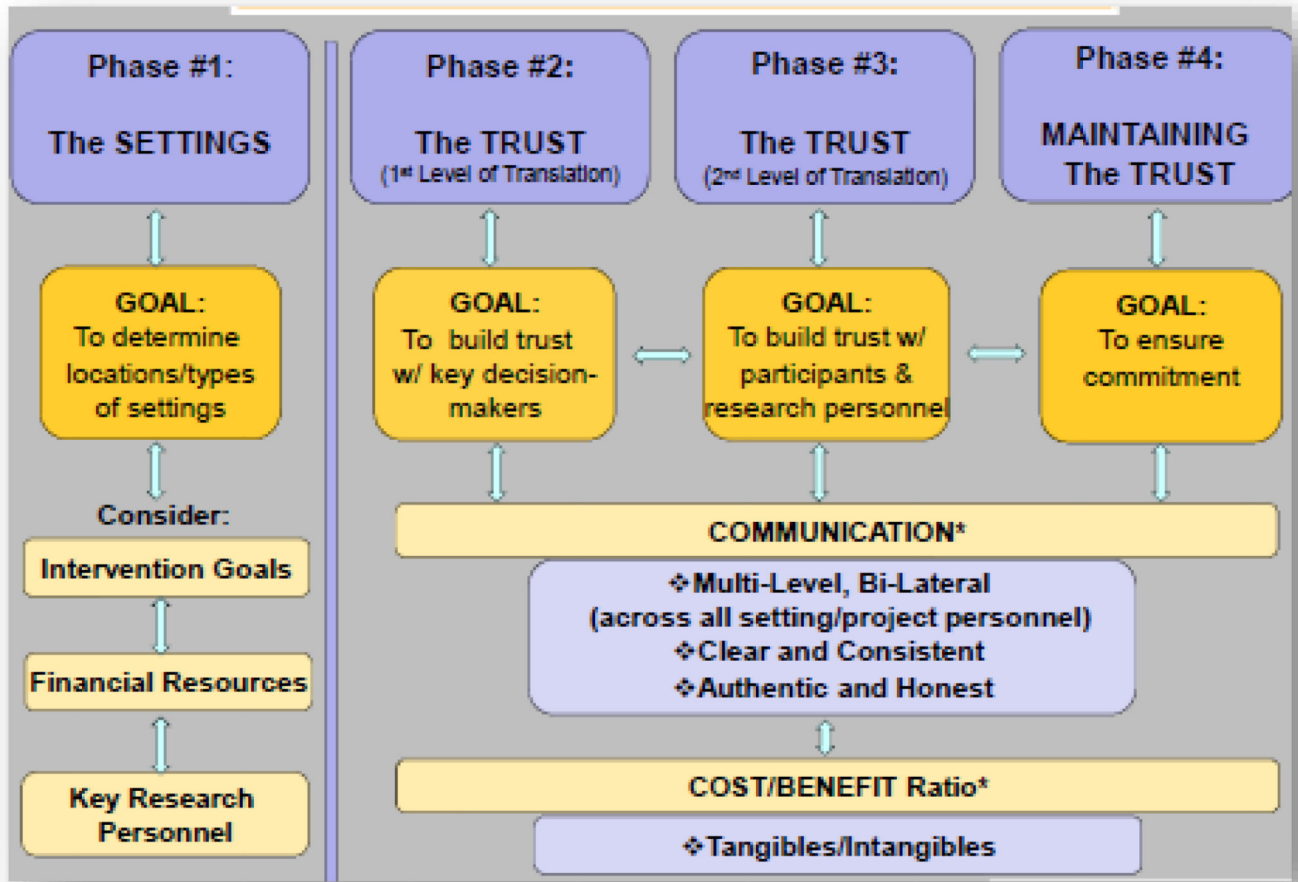 Phase #1:
The SETTINGS
GOAL:
To determine
locations/types
of settings
Consider:
Intervention Goals
Financial Resources
Key Research
Personnel
Phase #2:
The TRUST
(1st Level of Translation)
GOAL:
To build trust
w/ key decision-
makers
Phase #3:
The TRUST
(2nd Level of Translation)
GOAL:
To build trust w/
participants &
research personnel
Phase #4:
MAINTAINING
The TRUST
GOAL:
To ensure
commitment
COMMUNICATION*
❖Multi-Level, Bi-Lateral
(across all setting/project personnel)
❖Clear and Consistent
❖Authentic and Honest
COST/BENEFIT Ratio*
❖Tangibles/Intangibles